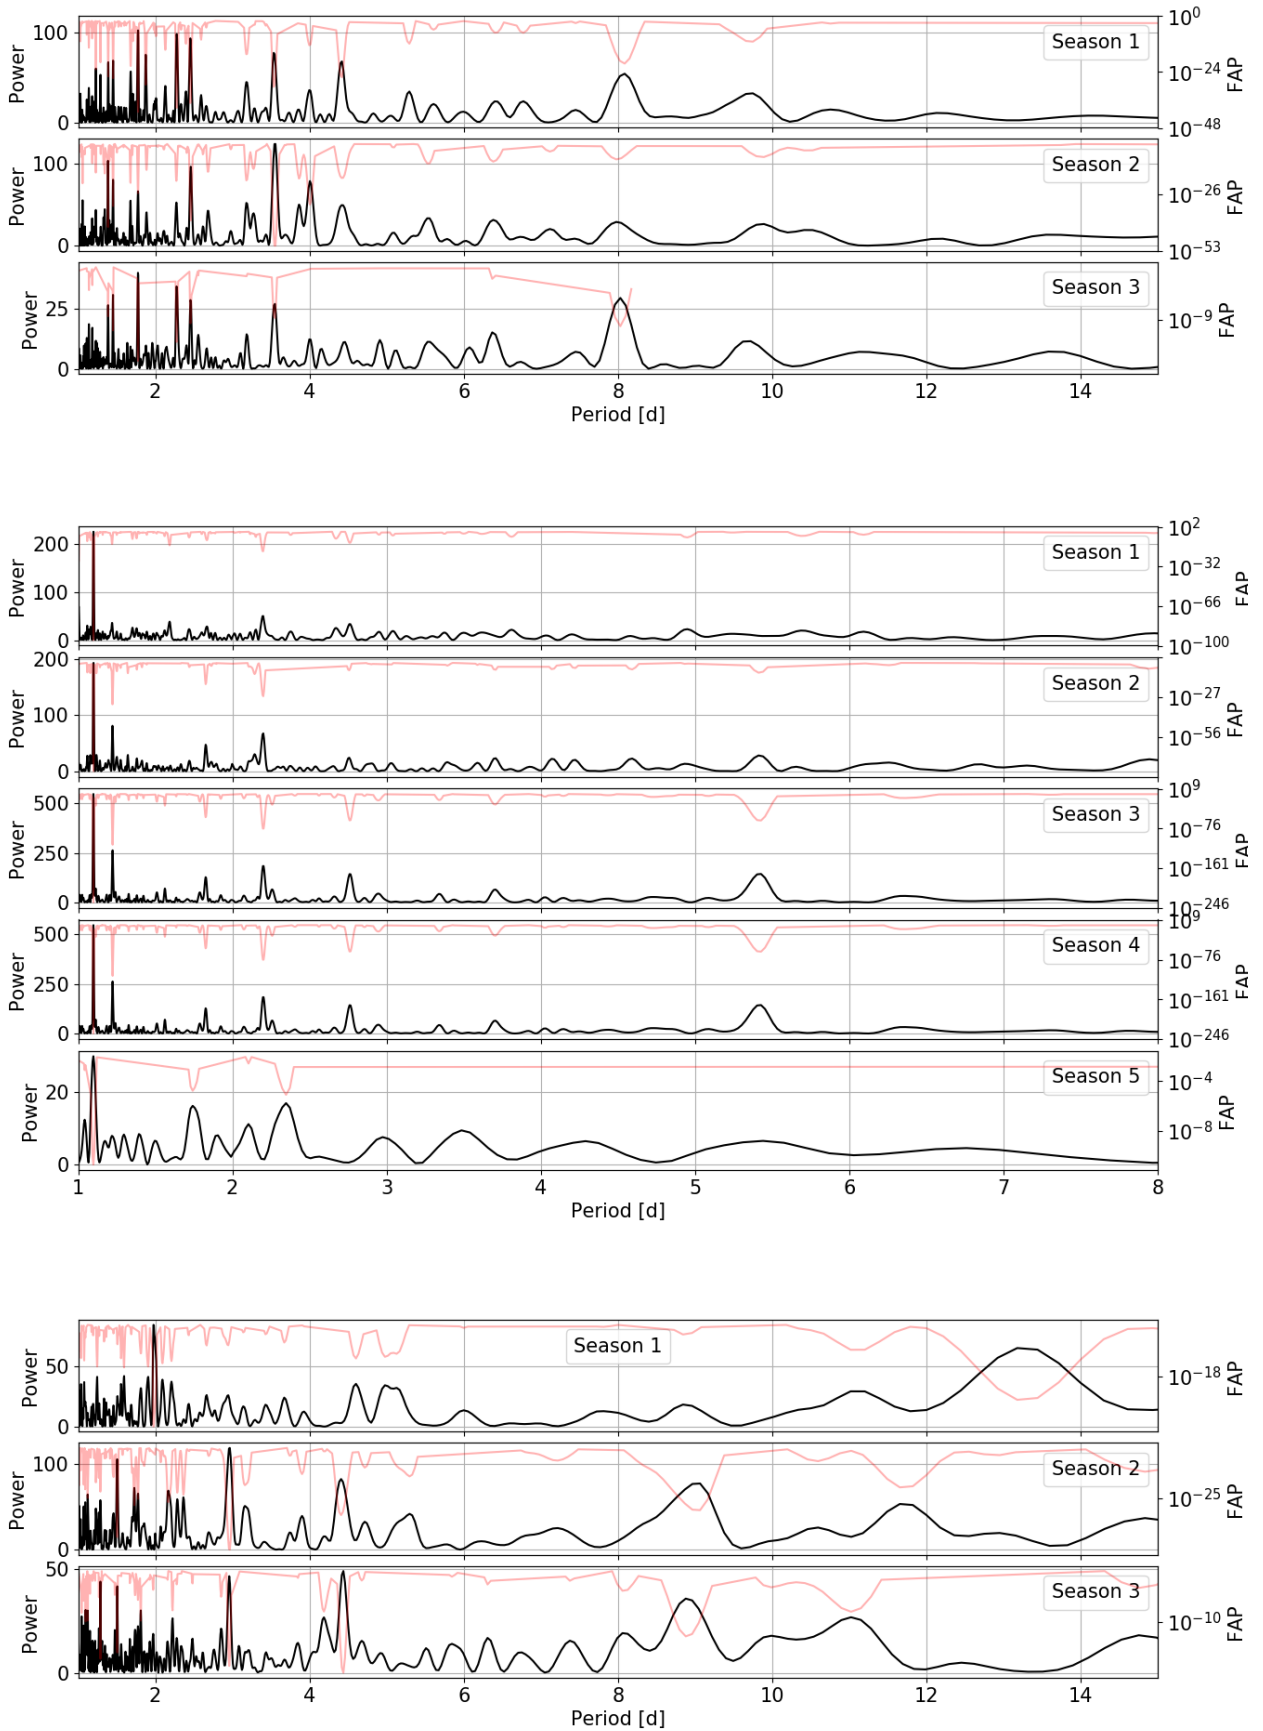 Power
100
0
Season 1
10^0
10^-24
10^-48
FAP
Power
100
0
Season 2
10^-26
10^-53
FAP
Power
25
0
Season 3
10^-9
FAP
2 4 6 8 10 12 14
Period [d]
Power
200
100
0
Season 1
10^2
10^-32
10^-66
10^-100
FAP
Power
200
100
0
Season 2
10^-27
10^-56
FAP
Power
500
250
0
Season 3
10^9
10^-76
10^-161
10^-246
FAP
Power
500
250
0
Season 4
10^9
10^-76
10^-161
10^-246
FAP
Power
20
0
Season 5
10^-4
10^-8
FAP
1 2 3 4 5 6 7 8
Period [d]
Power
50
0
Season 1
10^-18
FAP
Power
100
0
Season 2
10^-25
FAP
Power
50
0
Season 3
10^-10
FAP
2 4 6 8 10 12 14
Period [d]